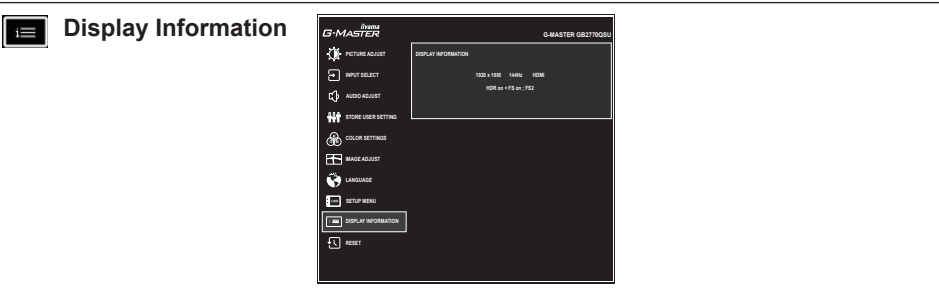 Display Information
iiyama
G-MASTER
G-MASTER GB2770QSU
PICTURE ADJUST
INPUT SELECT
AUDIO ADJUST
STORE USER SETTING
COLOR SETTINGS
IMAGE ADJUST
LANGUAGE
SETUP MENU
DISPLAY INFORMATION
RESET
DISPLAY INFORMATION
1920 x 1080 144Hz HDMI
HDR on + FS on ; FS2